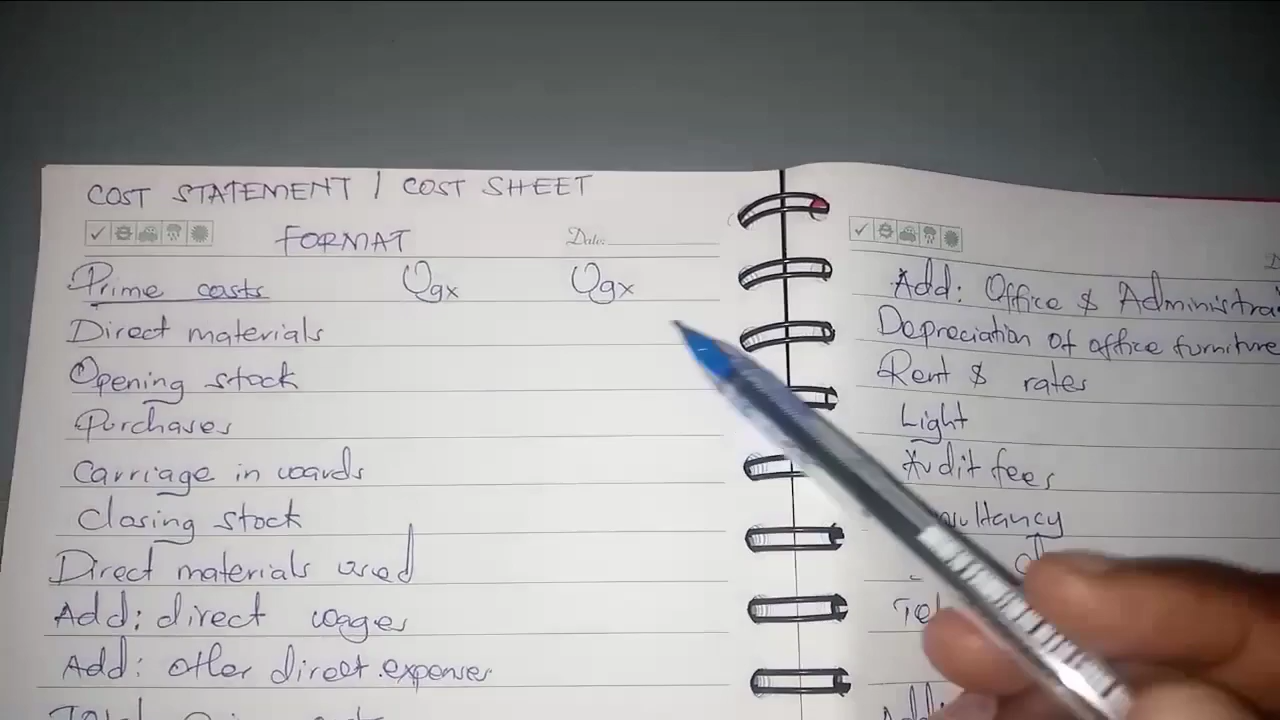 COST STATEMENT / COST SHEET
FORMAT
Date:
Prime costs Ugx Ugx
Direct materials
Opening stock
Purchases
Carriage in wards
Closing stock
Direct materials used
Add: direct wages
Add: other direct expenses
Add: Office &
Depreciation of office furniture
Rent & rates
Light
Audit fees